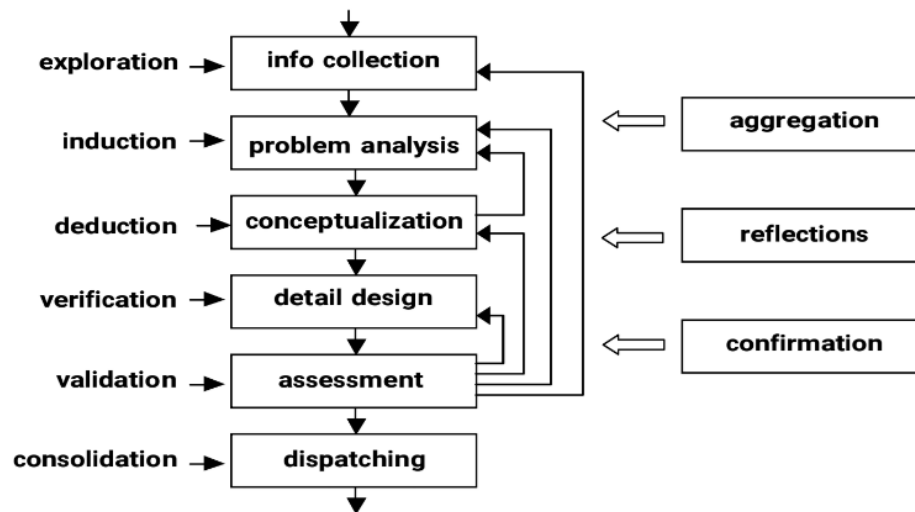 exploration
info collection
aggregation
induction
problem analysis
deduction
conceptualization
reflections
verification
detail design
confirmation
validation
assessment
consolidation
dispatching